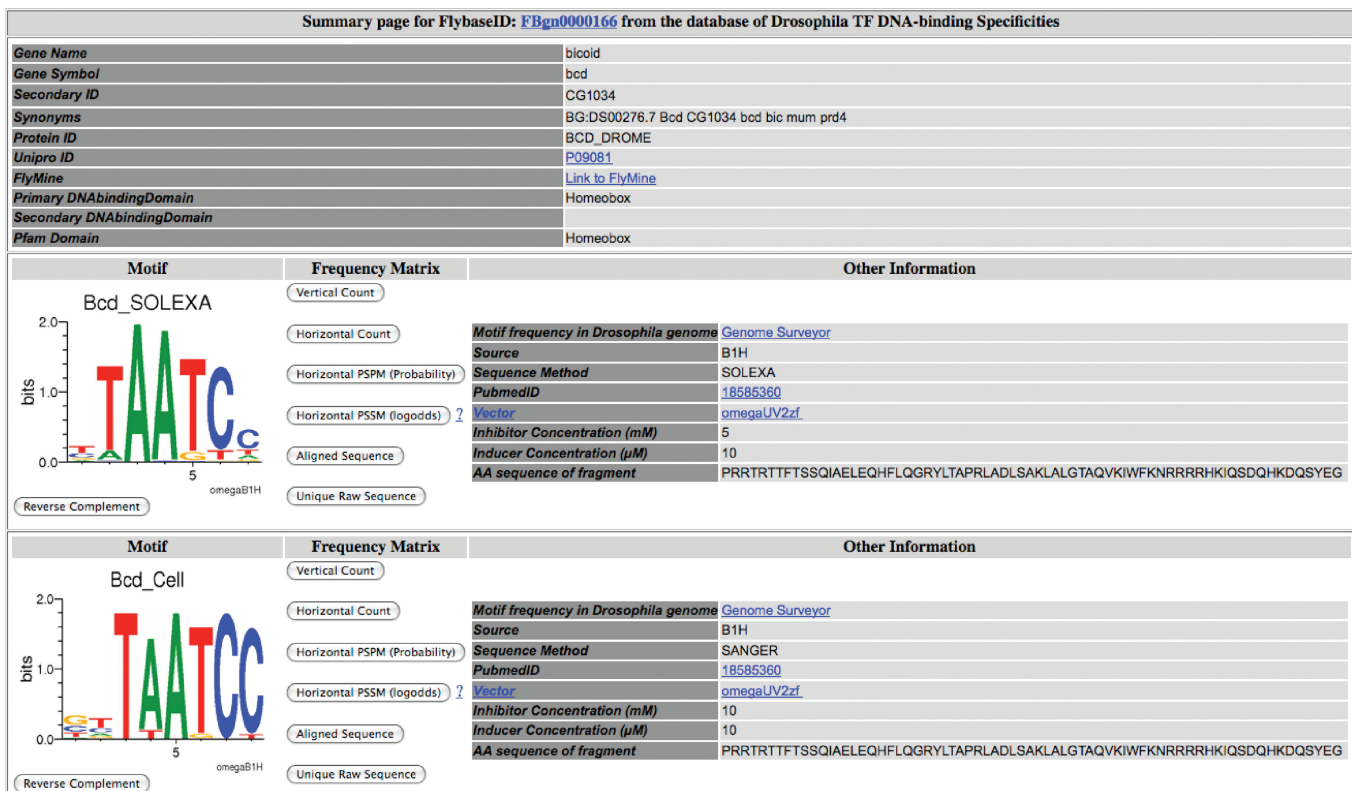 Summary page for FlybaseID: FBgn0000166 from the database of Drosophila TF DNA-binding Specificities
Gene Name bicoid
Gene Symbol bcd
Secondary ID CG1034
Synonyms BG:DS00276.7 Bcd CG1034 bcd bic mum prd4
Protein ID BCD_DROME
Unipro ID P09081
FlyMine Link to FlyMine
Primary DNAbindingDomain Homeobox
Secondary DNAbindingDomain
Pfam Domain Homeobox
Motif Frequency Matrix Other Information
Bcd_SOLEXA
2.0
1.0
0.0
bits
TAATCC
5
omegaB1H
Reverse Complement
Vertical Count
Horizontal Count
Horizontal PSPM (Probability)
Horizontal PSSM (logodds) ?
Aligned Sequence
Unique Raw Sequence
Motif frequency in Drosophila genome Genome Surveyor
Source B1H
Sequence Method SOLEXA
PubmedID 18585360
Vector omegaUV2zf
Inhibitor Concentration (mM) 5
Inducer Concentration (μM) 10
AA sequence of fragment PRRTRTTFTSSQIAELEQHFLQGRYLTAPRLADLSAKLALGTAQVKIWFKNRRRRHKIQSDQHKDQSYEG
Motif Frequency Matrix Other Information
Bcd_Cell
2.0
1.0
0.0
bits
TAATCC
5
omegaB1H
Reverse Complement
Vertical Count
Horizontal Count
Horizontal PSPM (Probability)
Horizontal PSSM (logodds) ?
Aligned Sequence
Unique Raw Sequence
Motif frequency in Drosophila genome Genome Surveyor
Source B1H
Sequence Method SANGER
PubmedID 18585360
Vector omegaUV2zf
Inhibitor Concentration (mM) 10
Inducer Concentration (μM) 10
AA sequence of fragment PRRTRTTFTSSQIAELEQHFLQGRYLTAPRLADLSAKLALGTAQVKIWFKNRRRRHKIQSDQHKDQSYEG